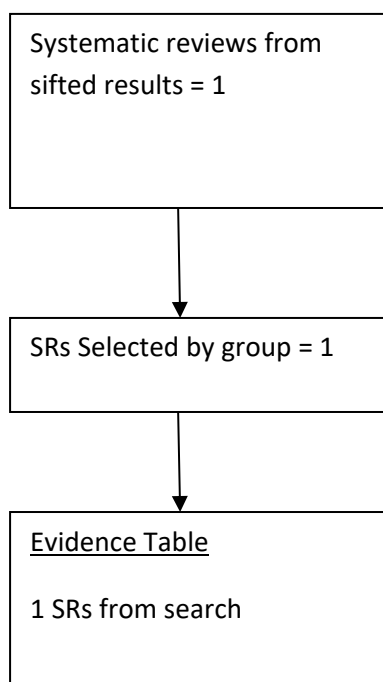 Systematic reviews from
sifted results = 1
SRs Selected by group = 1
Evidence Table
1 SRs from search